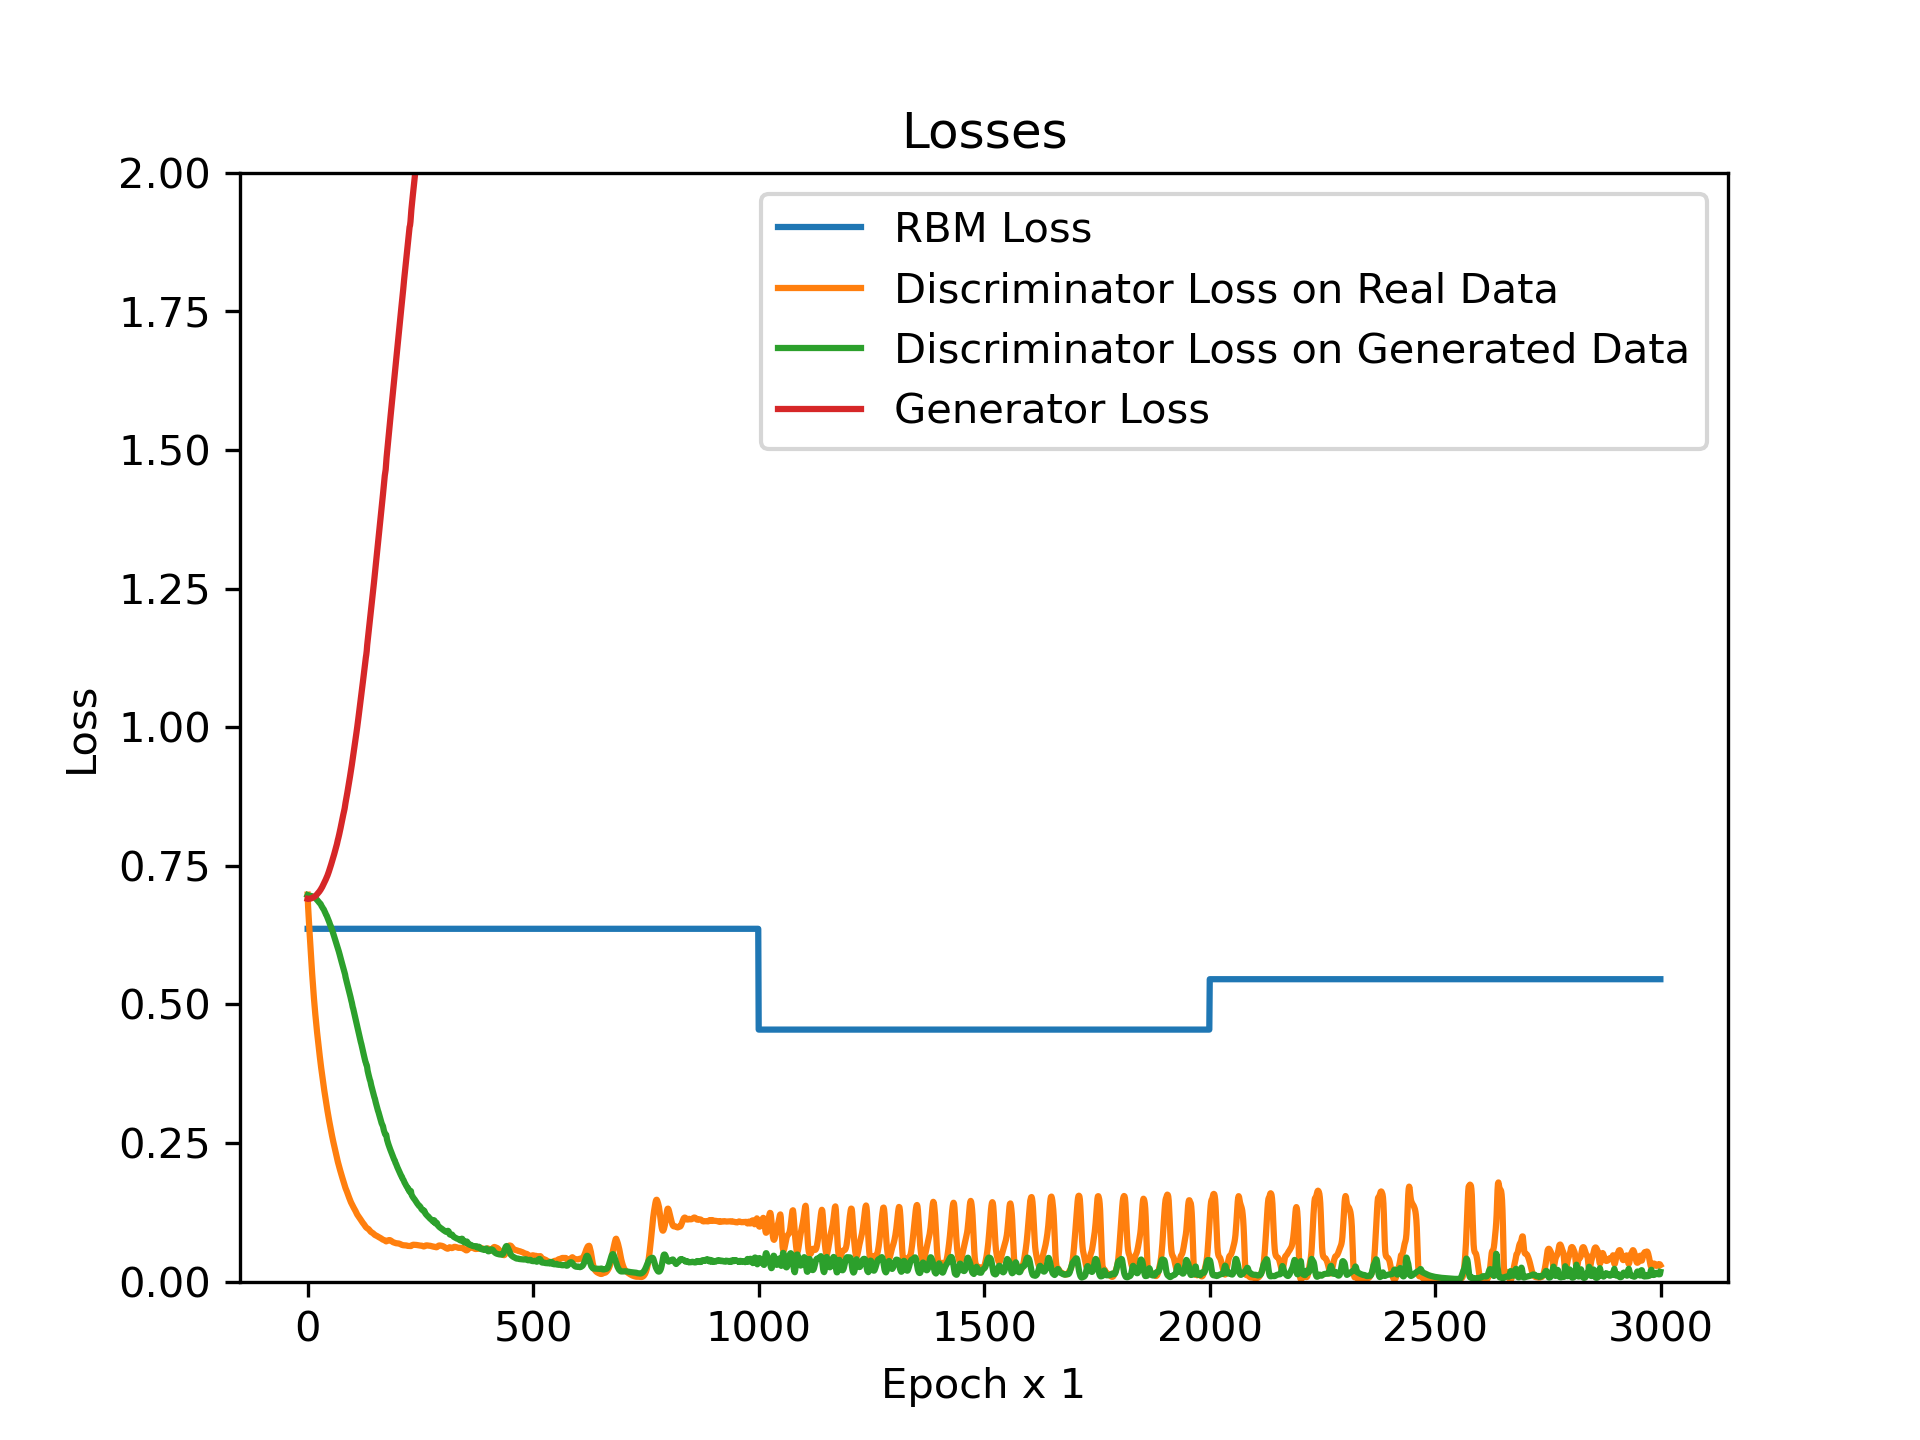 Losses
2.00
1.75
1.50
1.25
1.00
0.75
0.50
0.25
0.00
Loss
RBM Loss
Discriminator Loss on Real Data
Discriminator Loss on Generated Data
Generator Loss
0 500 1000 1500 2000 2500 3000
Epoch x 1